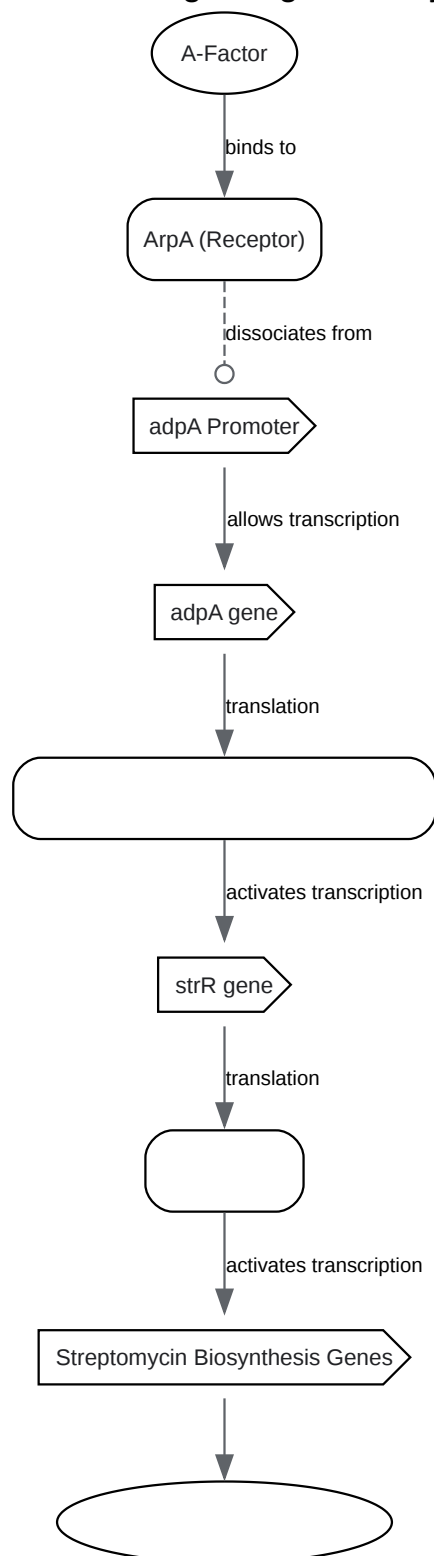 A-Factor
binds to
ArpA (Receptor)
dissociates from
adpA Promoter
allows transcription
adpA gene
translation
activates transcription
strR gene
translation
activates transcription
Streptomycin Biosynthesis Genes